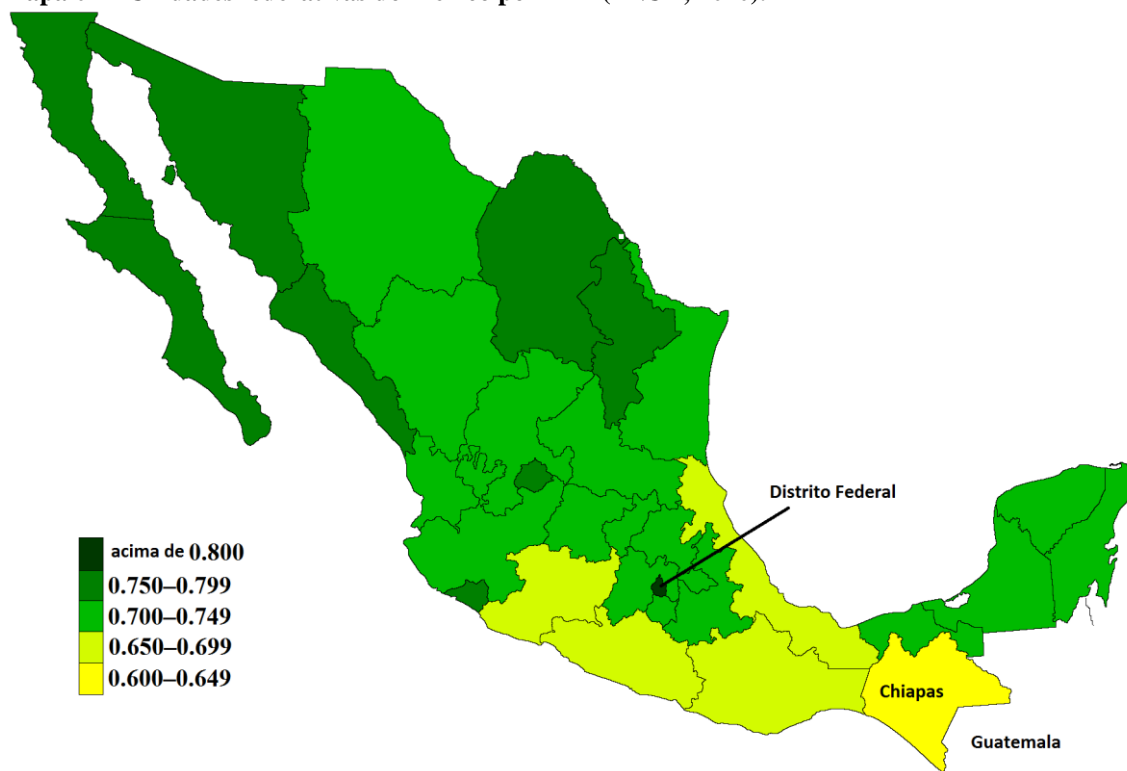 Distrito Federal
acima de 0.800
0.750–0.799
0.700–0.749
0.650–0.699
0.600–0.649
Chiapas
Guatemala